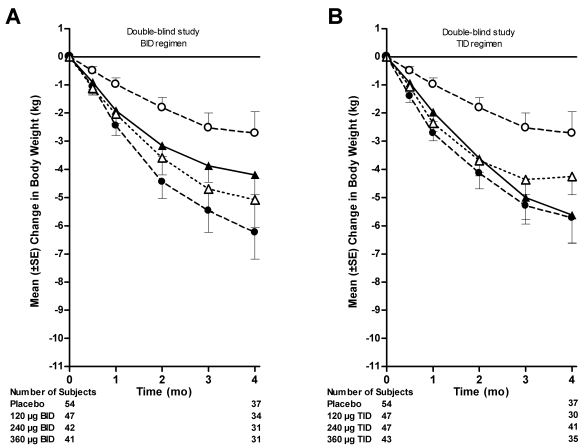 A
Double-blind study
BID regimen
Mean (±SE) Change in Body Weight (kg)
1
0
-1
-2
-3
-4
-5
-6
-7
-8
-9
-10
-11
0 1 2 3 4
Time (mo)
Number of Subjects
Placebo 54 37
120 µg BID 47 34
240 µg BID 42 31
360 µg BID 41 31
B
Double-blind study
TID regimen
Mean (±SE) Change in Body Weight (kg)
1
0
-1
-2
-3
-4
-5
-6
-7
-8
-9
-10
-11
0 1 2 3 4
Time (mo)
Number of Subjects
Placebo 54 37
120 µg TID 47 30
240 µg TID 47 41
360 µg TID 43 35